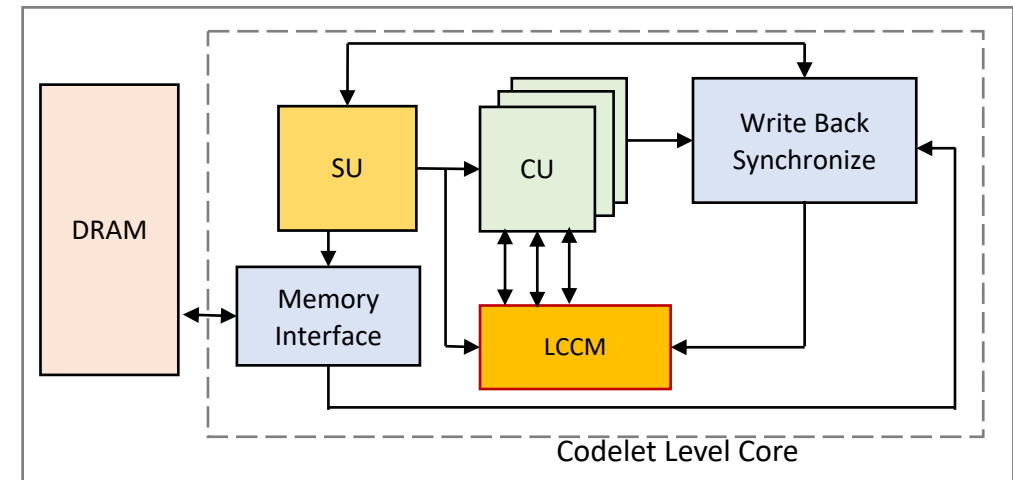 DRAM
SU
CU
Write Back
Synchronize
Memory
Interface
LCCM
Codelet Level Core